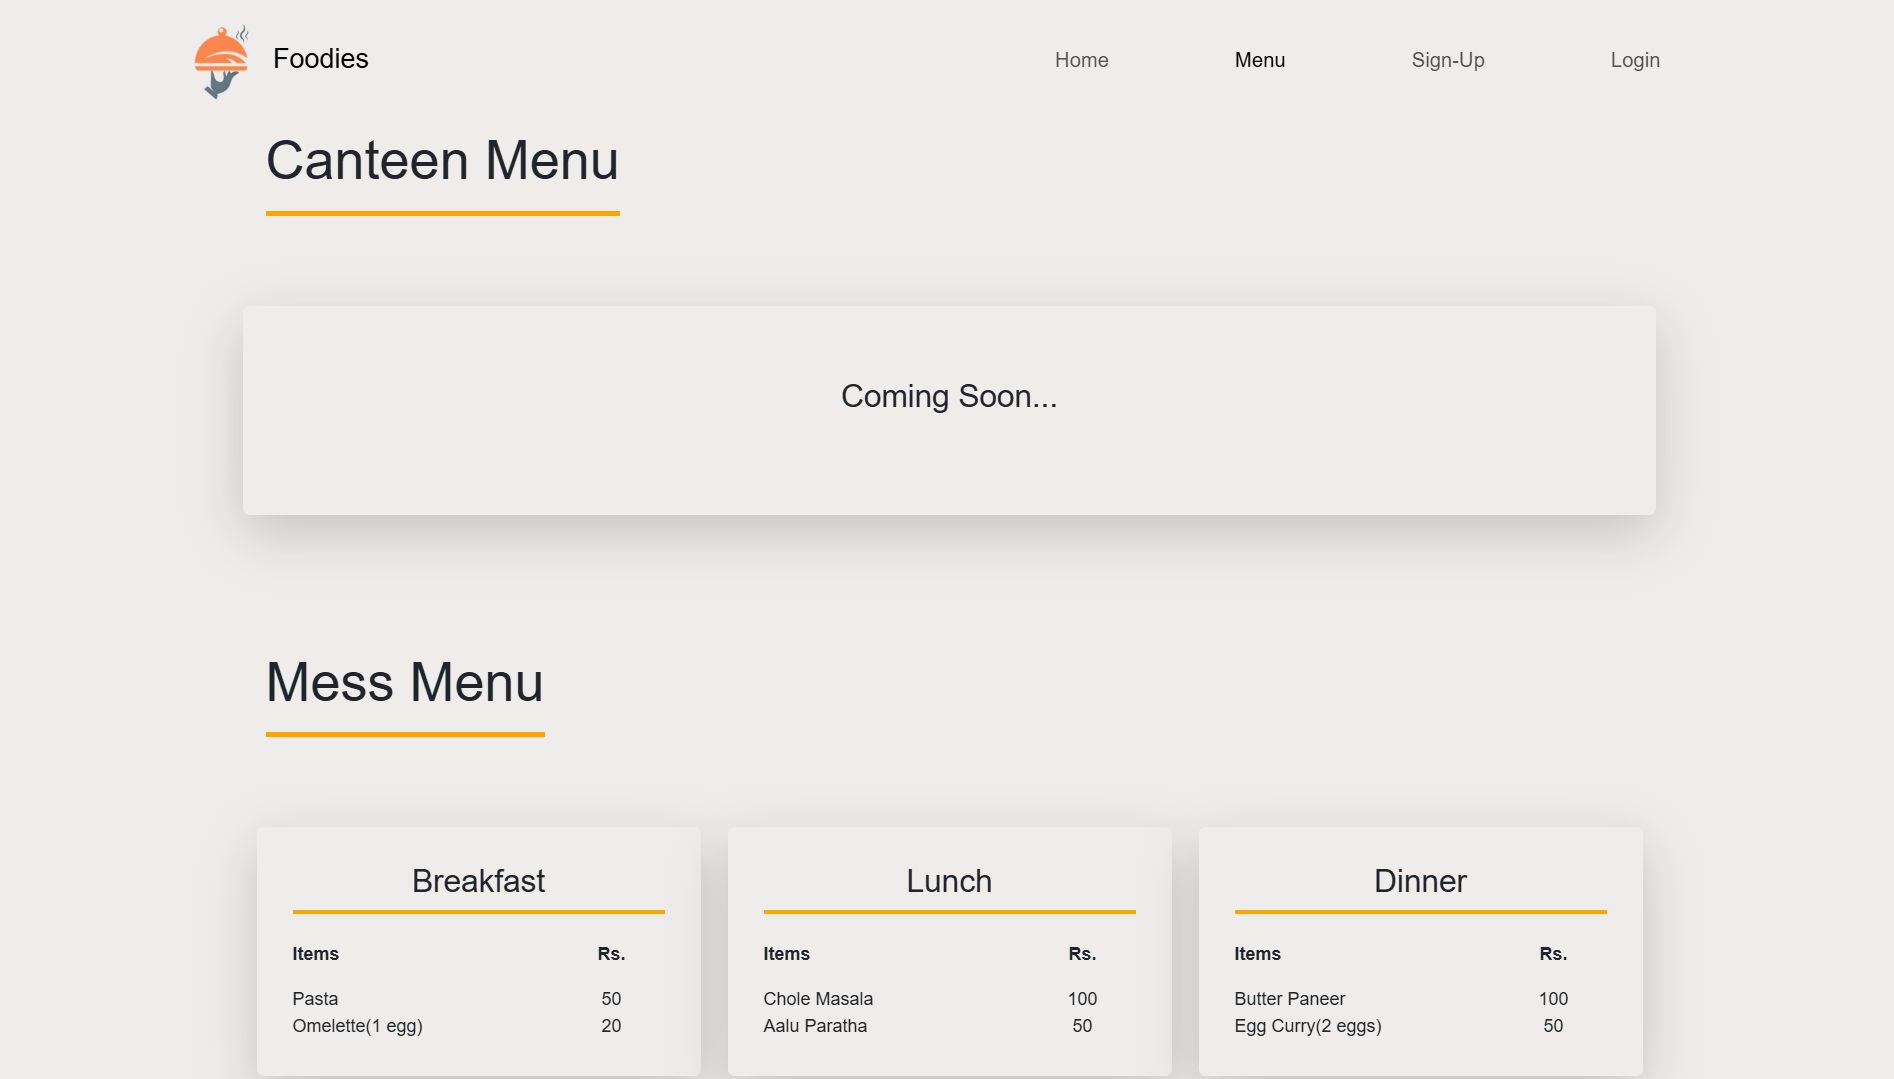 Foodies
Home Menu Sign-Up Login
Canteen Menu
Coming Soon...
Mess Menu
Breakfast
Items Rs.
Pasta 50
Omelette(1 egg) 20
Lunch
Items Rs.
Chole Masala 100
Aalu Paratha 50
Dinner
Items Rs.
Butter Paneer 100
Egg Curry(2 eggs) 50